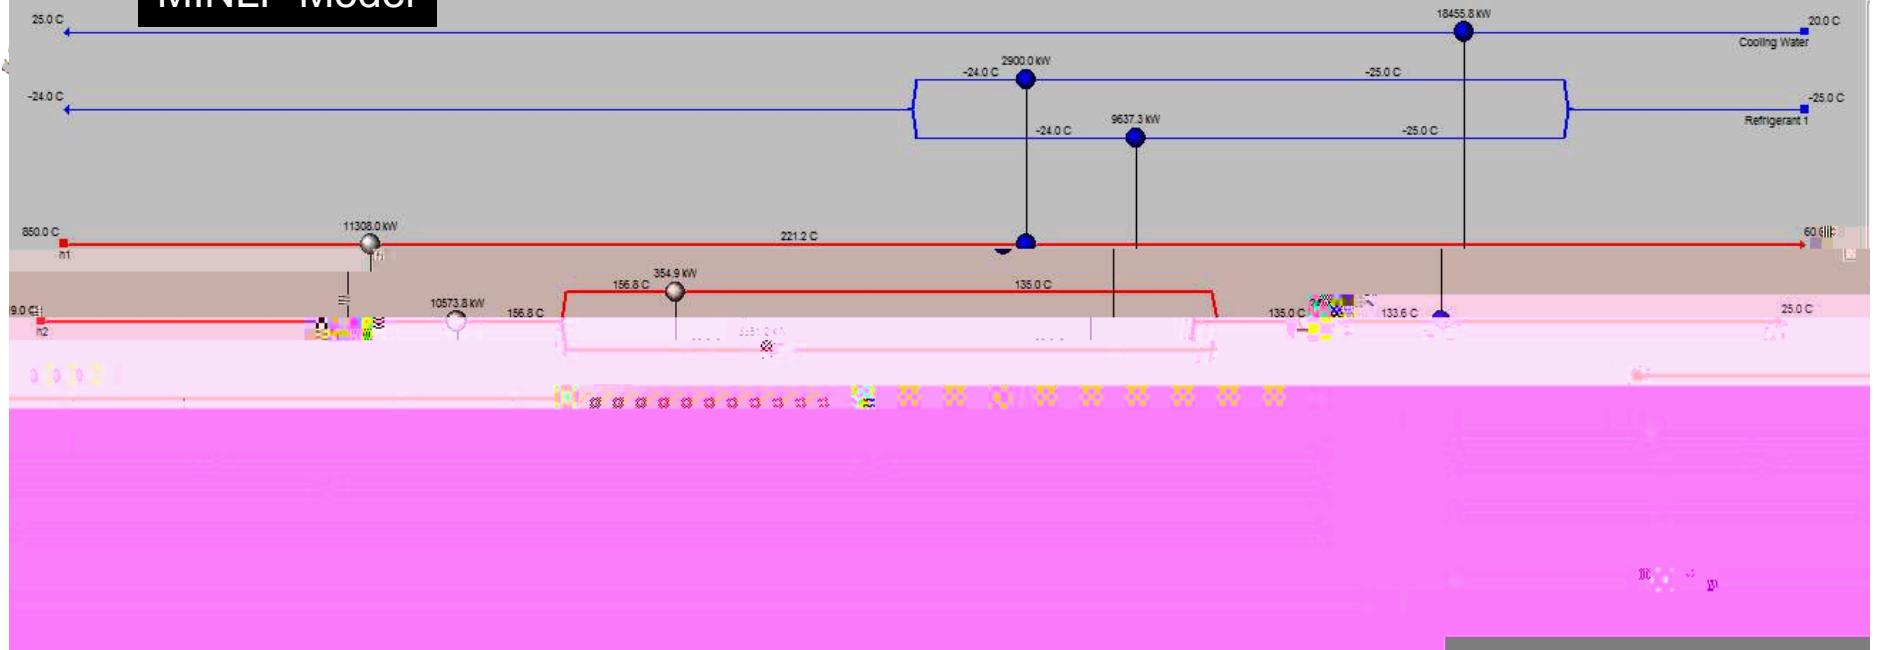 MINLP Model
25.0 C
18455.8 kW
20.0 C
Cooling Water
-24.0 C
2900.0 kW
-25.0 C
-24.0 C
-25.0 C
Refrigerant 1
-24.0 C
9637.3 kW
-25.0 C
850.0 C
11308.0 kW
221.2 C
h1
156.8 C
354.9 kW
135.0 C
10573.8 kW
156.8 C
135.0 C
133.6 C
25.0 C
h2